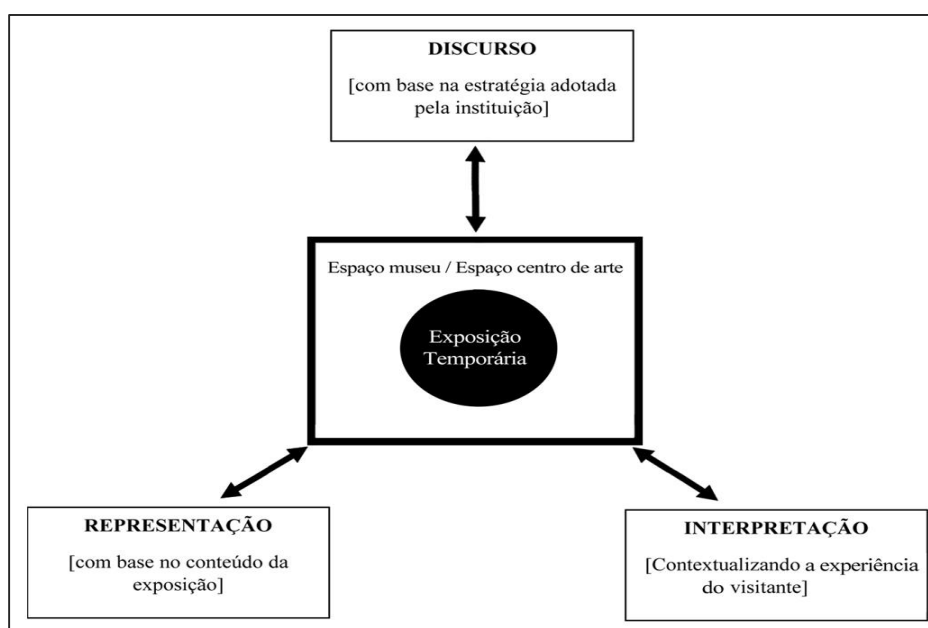 DISCURSO
[com base na estratégia adotada
pela instituição]
Espaço museu / Espaço centro de arte
Exposição
Temporária
REPRESENTAÇÃO
[com base no conteúdo da
exposição]
INTERPRETAÇÃO
[Contextualizando a experiência
do visitante]